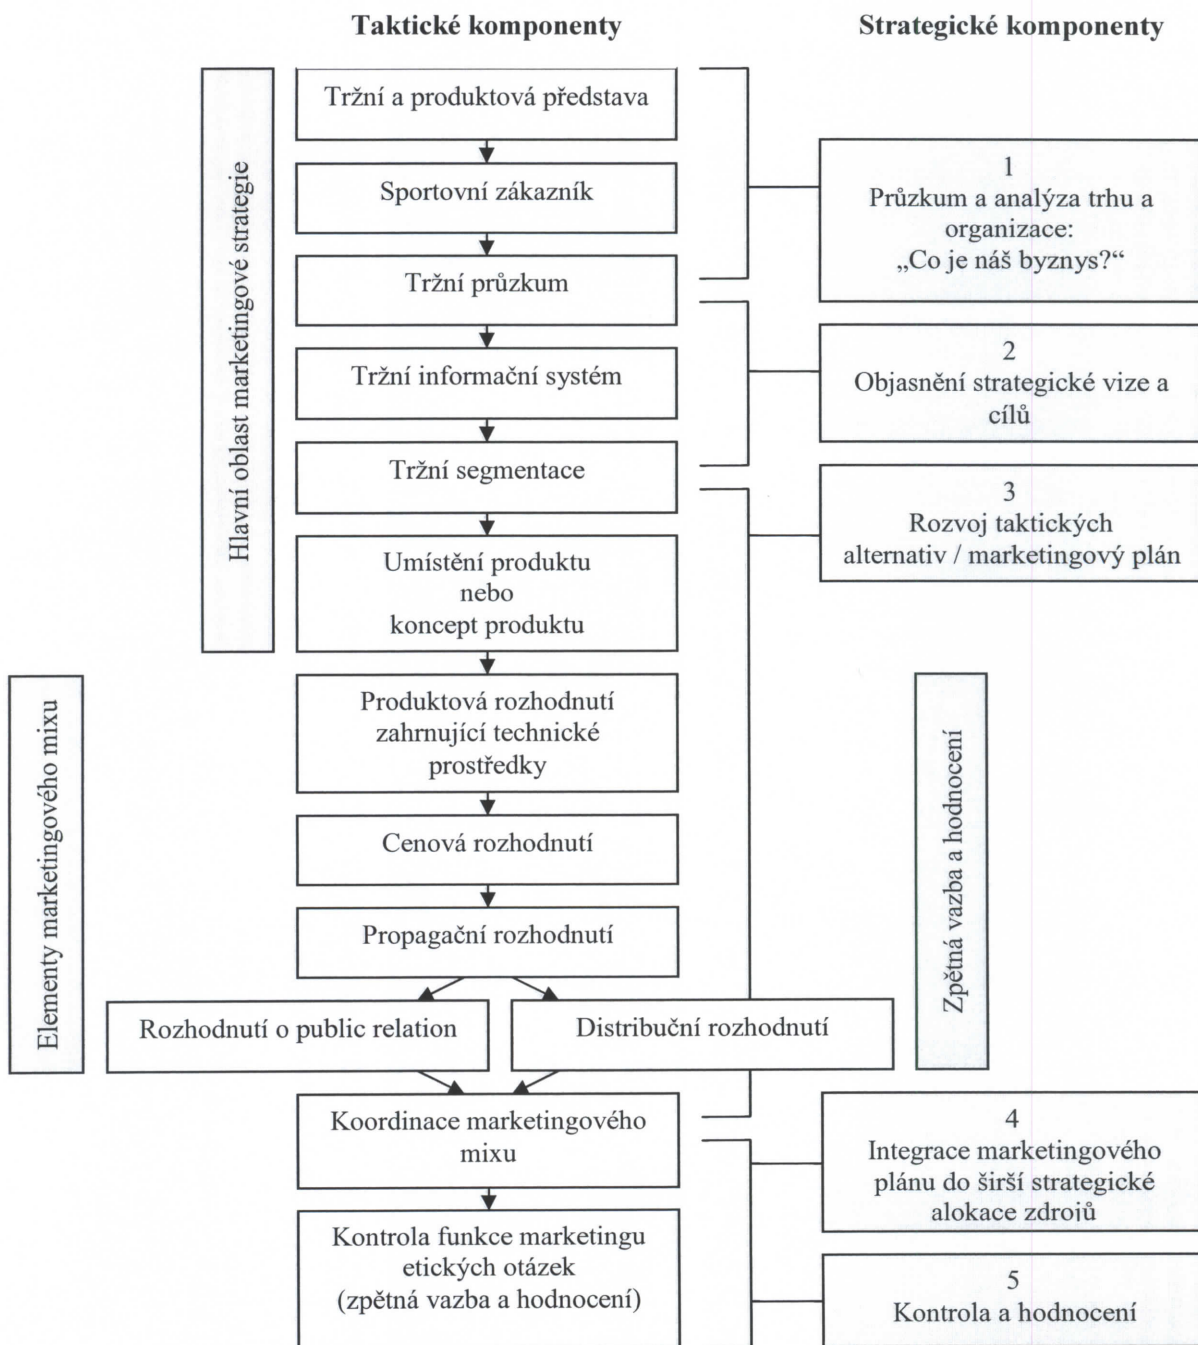 Taktické komponenty
Strategické komponenty
Hlavní oblast marketingové strategie
Tržní a produktová představa
Sportovní zákazník
Tržní průzkum
Tržní informační systém
Tržní segmentace
Umístění produktu
nebo
koncept produktu
1
Průzkum a analýza trhu a
organizace:
„Co je náš byznys?“
2
Objasnění strategické vize a
cílů
3
Rozvoj taktických
alternativ / marketingový plán
Elementy marketingového mixu
Produktová rozhodnutí
zahrnující technické
prostředky
Cenová rozhodnutí
Propagační rozhodnutí
Rozhodnutí o public relation
Distribuční rozhodnutí
Zpětná vazba a hodnocení
Koordinace marketingového
mixu
Kontrola funkce marketingu
etických otázek
(zpětná vazba a hodnocení)
4
Integrace marketingového
plánu do širší strategické
alokace zdrojů
5
Kontrola a hodnocení